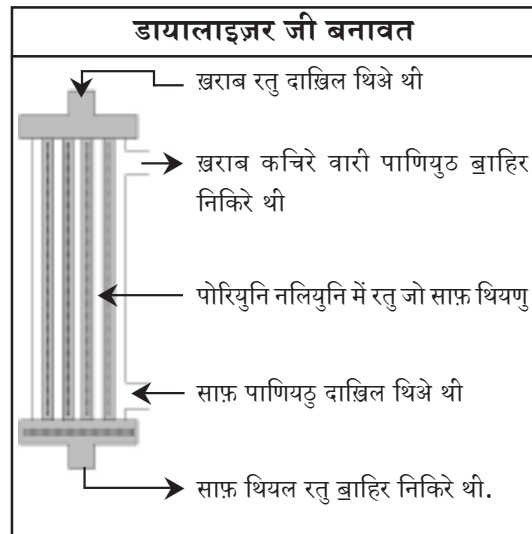 डायालाइज़र जी बनावत
ख़राब रतु दाख़िल थिअे थी
ख़राब कचिरे वारी पाणियुठ ॿाहिर
निकिरे थी
पोरियुनि नलियुनि में रतु जो साफ़ थियणु
साफ़ पाणियठु दाख़िल थिअे थी
साफ़ थियल रतु ॿाहिर निकिरे थी.